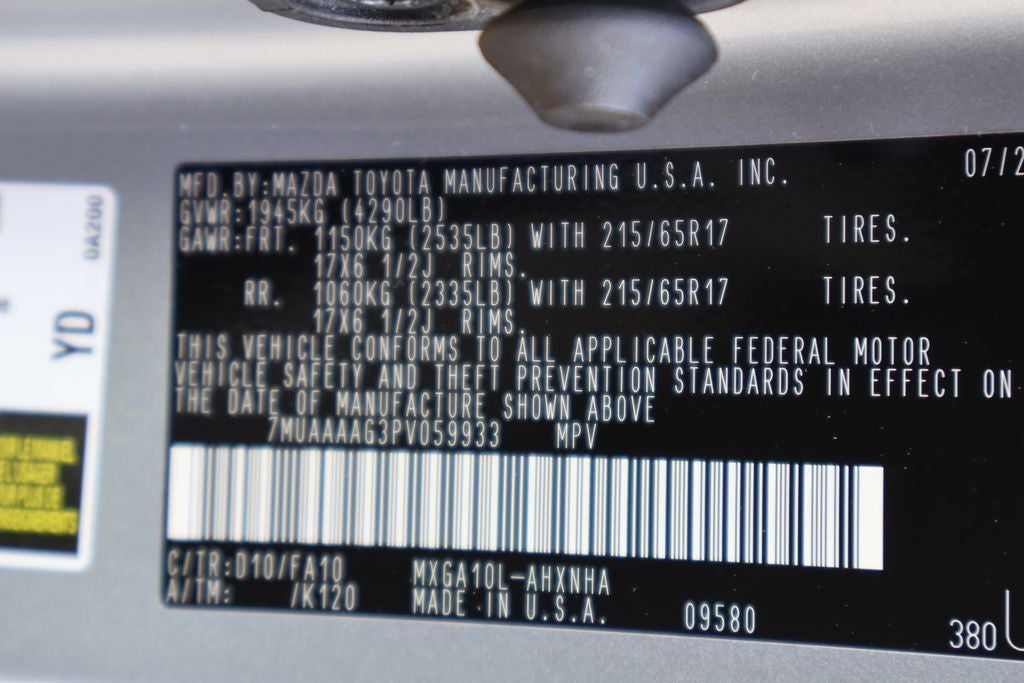 MFD.BY:MAZDA TOYOTA MANUFACTURING U.S.A. INC. 07/2
GVWR:1945KG (4290LB)
GAWR:FRT. 1150KG (2535LB) WITH 215/65R17 TIRES.
17X6 1/2J RIMS.
RR. 1060KG (2335LB) WITH 215/65R17 TIRES.
17X6 1/2J RIMS.
THIS VEHICLE CONFORMS TO ALL APPLICABLE FEDERAL MOTOR
VEHICLE SAFETY AND THEFT PREVENTION STANDARDS IN EFFECT ON
THE DATE OF MANUFACTURE SHOWN ABOVE
7MUAAAAG3PV059933 MPV
C/TR:D10/FA10 MXGA10L-AHXNHA
A/TM: /K120 MADE IN U.S.A. 09580
380
0A200
YD